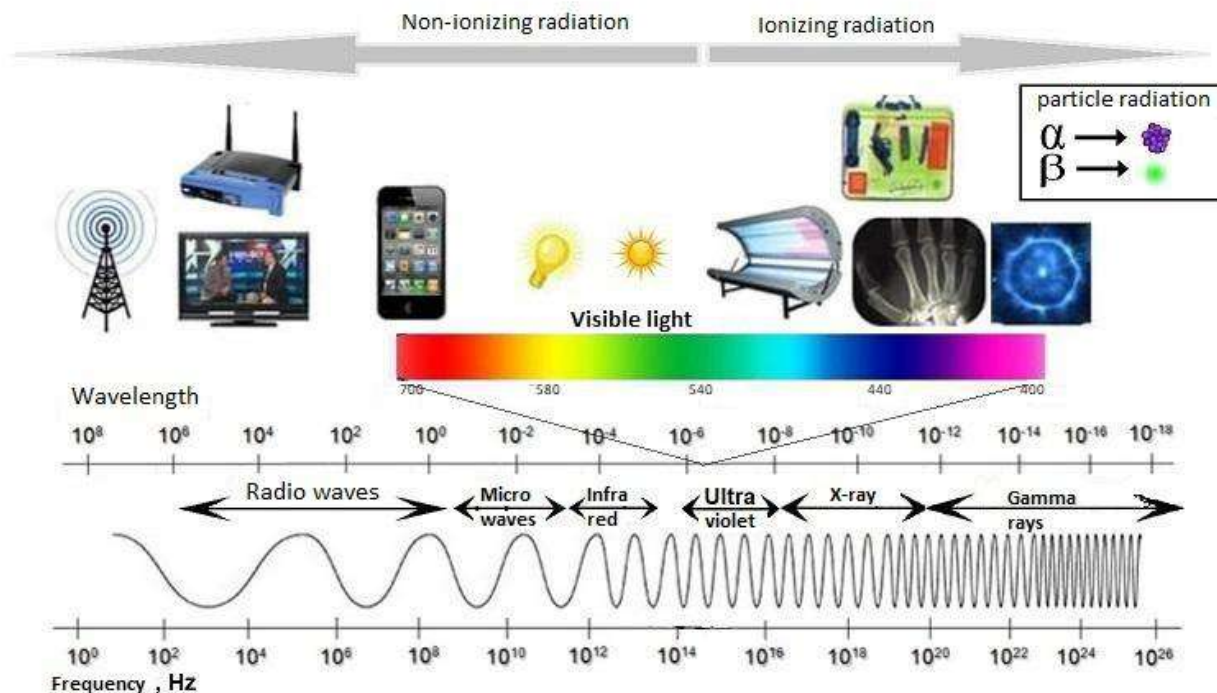 Non-ionizing radiation Ionizing radiation
particle radiation
α
β
Visible light
700 580 540 440 400
Wavelength
10⁸ 10⁶ 10⁴ 10² 10⁰ 10⁻² 10⁻⁴ 10⁻⁶ 10⁻⁸ 10⁻¹⁰ 10⁻¹² 10⁻¹⁴ 10⁻¹⁶ 10⁻¹⁸
Radio waves Micro Infra Ultra X-ray Gamma
waves red violet rays
10⁰ 10² 10⁴ 10⁶ 10⁸ 10¹⁰ 10¹² 10¹⁴ 10¹⁶ 10¹⁸ 10²⁰ 10²² 10²⁴ 10²⁶
Frequency , Hz